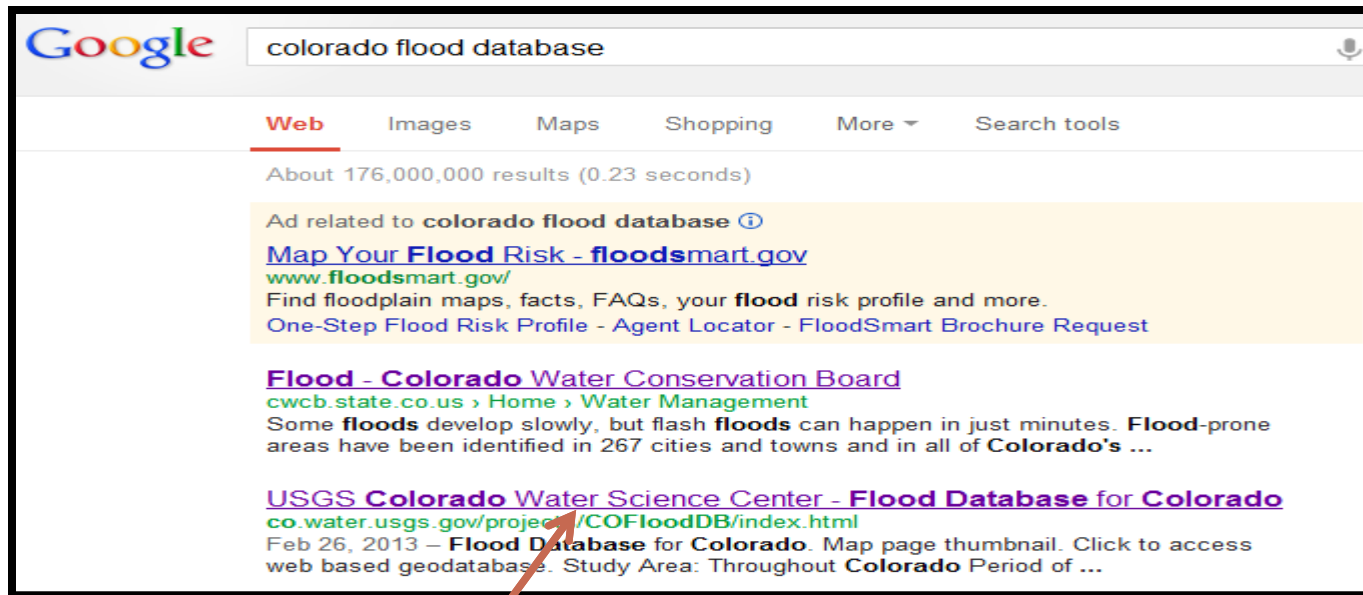 Google colorado flood database
Web Images Maps Shopping More Search tools
About 176,000,000 results (0.23 seconds)
Ad related to colorado flood database
Map Your Flood Risk - floodsmart.gov
www.floodsmart.gov/
Find floodplain maps, facts, FAQs, your flood risk profile and more.
One-Step Flood Risk Profile - Agent Locator - FloodSmart Brochure Request
Flood - Colorado Water Conservation Board
cwcb.state.co.us › Home › Water Management
Some floods develop slowly, but flash floods can happen in just minutes. Flood-prone
areas have been identified in 267 cities and towns and in all of Colorado's ...
USGS Colorado Water Science Center - Flood Database for Colorado
co.water.usgs.gov/projects/COFloodDB/index.html
Feb 26, 2013 – Flood Database for Colorado. Map page thumbnail. Click to access
web based geodatabase. Study Area: Throughout Colorado Period of ...